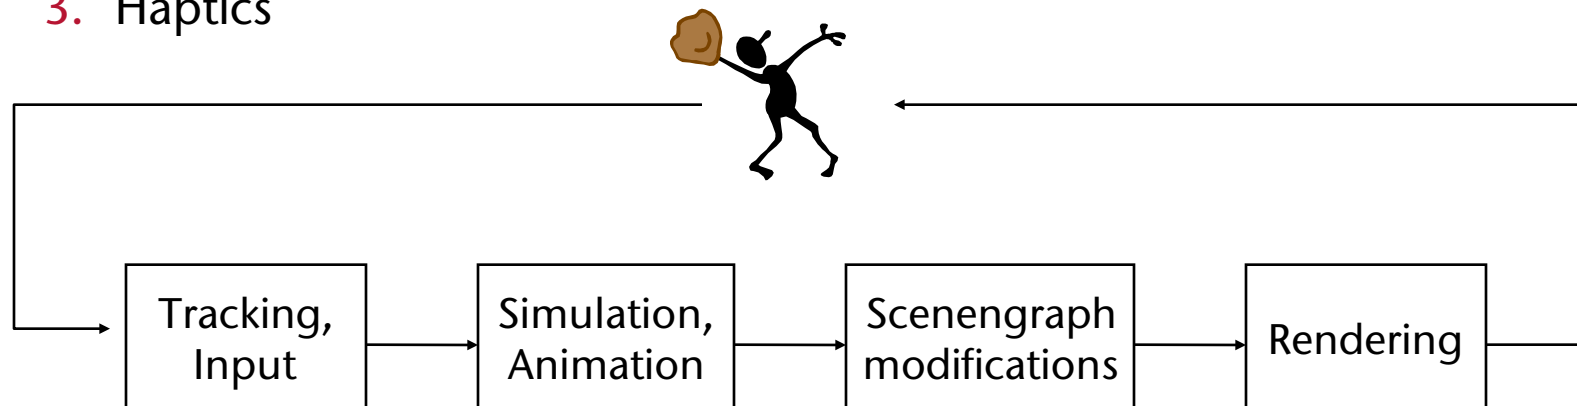 3. Haptics
Tracking,
Input
Simulation,
Animation
Scenengraph
modifications
Rendering